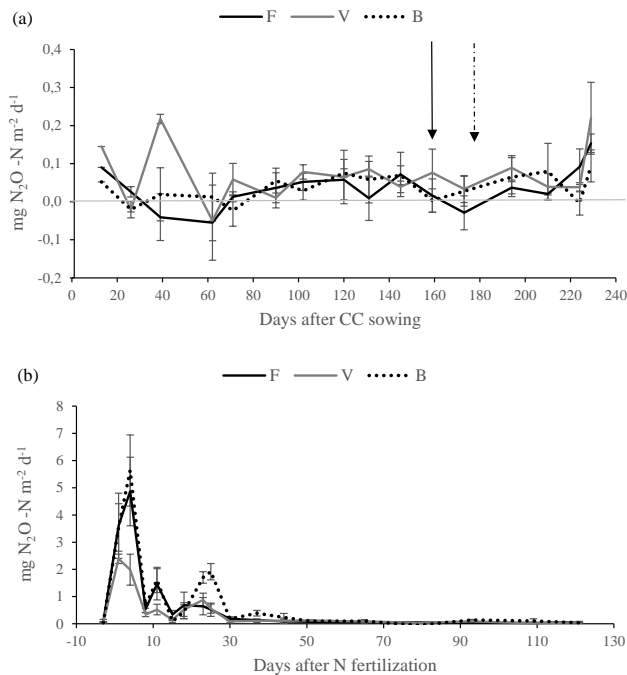 (a)
F V B
0,4
0,3
0,2
0,1
0,0
-0,1
-0,2
mg N₂O -N m⁻² d⁻¹
0 20 40 60 80 100 120 140 160 180 200 220 240
Days after CC sowing
(b)
F V B
8
7
6
5
4
3
2
1
0
mg N₂O -N m⁻² d⁻¹
-10 10 30 50 70 90 110 130
Days after N fertilization